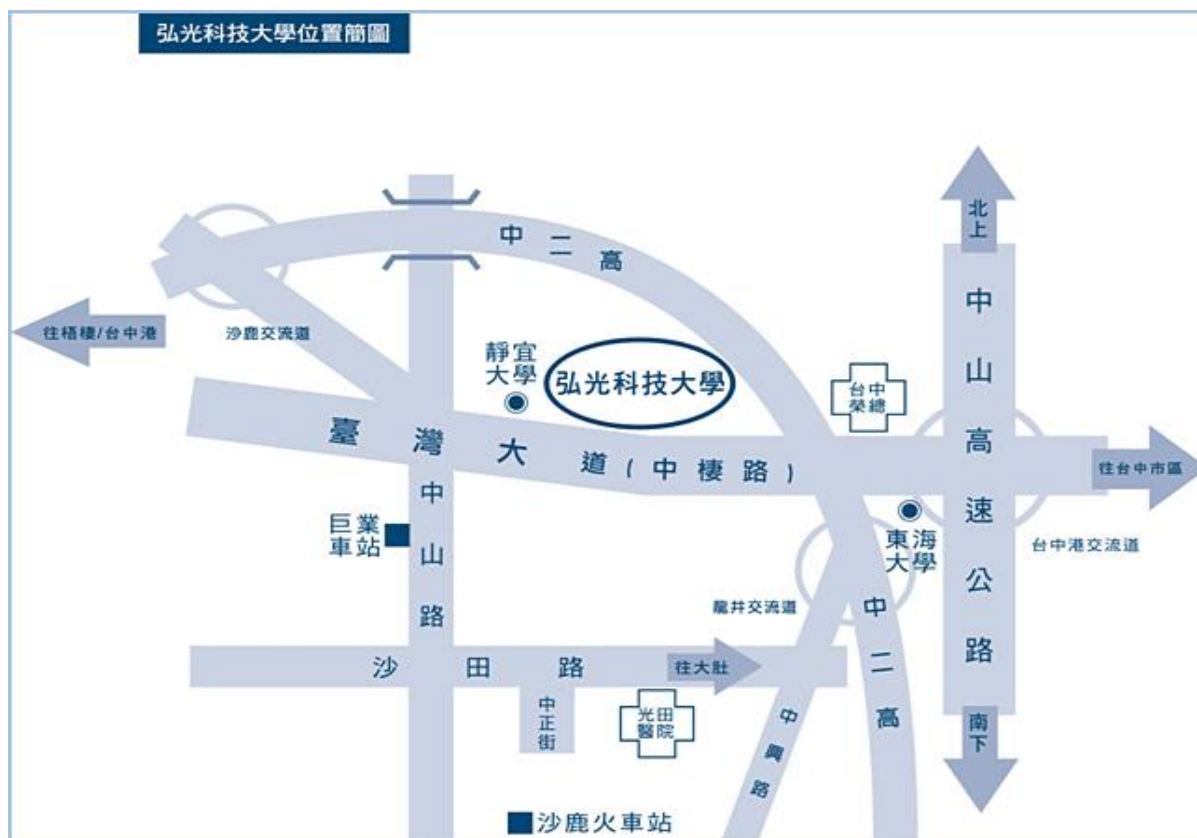 弘光科技大學位置簡圖
北上
中二高
中山高速公路
往梧棲/台中港
沙鹿交流道
靜宜
大學
弘光科技大學
台中
榮總
臺灣大道(中棲路)
往台中市區
中山路
巨業
車站
東海
大學
台中港交流道
龍井交流道
中二高
沙田路
往大肚
中正街
光田
醫院
中興路
南下
沙鹿火車站